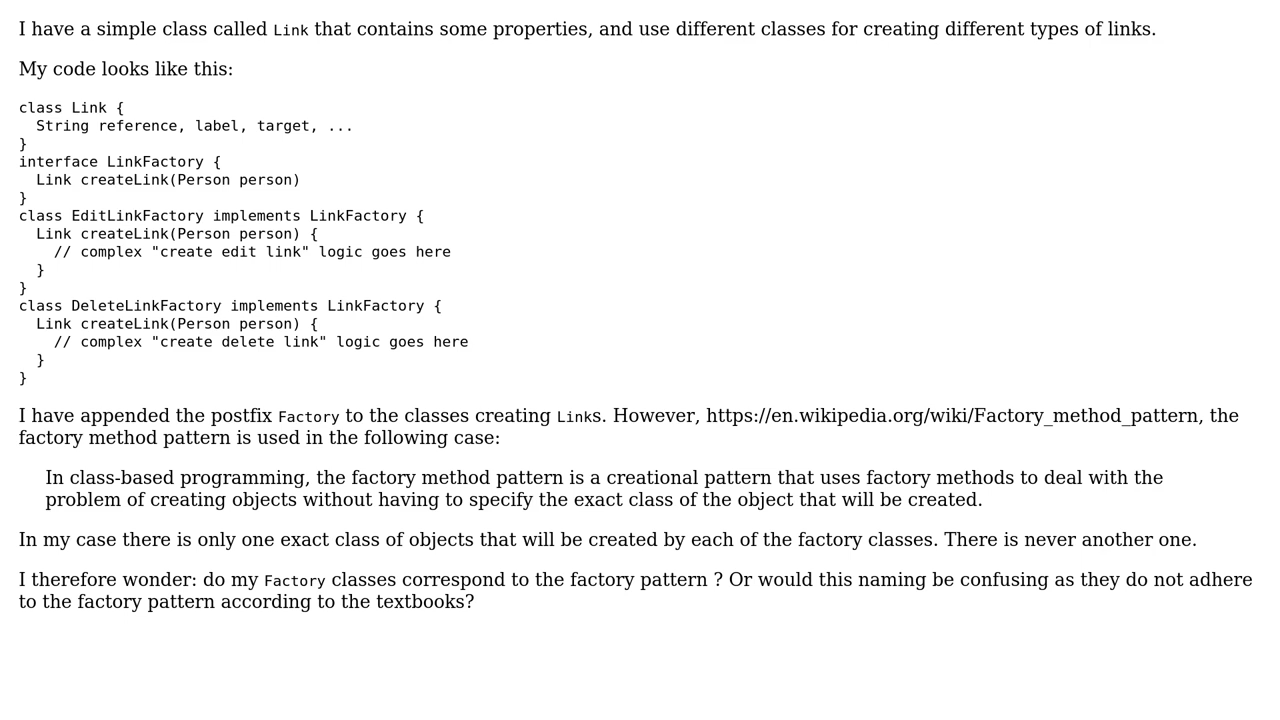 I have a simple class called Link that contains some properties, and use different classes for creating different types of links.
My code looks like this:
class Link {
  String reference, label, target, ...
}
interface LinkFactory {
  Link createLink(Person person)
}
class EditLinkFactory implements LinkFactory {
  Link createLink(Person person) {
    // complex "create edit link" logic goes here
  }
}
class DeleteLinkFactory implements LinkFactory {
  Link createLink(Person person) {
    // complex "create delete link" logic goes here
  }
}
I have appended the postfix Factory to the classes creating Links. However, https://en.wikipedia.org/wiki/Factory_method_pattern, the
factory method pattern is used in the following case:
In class-based programming, the factory method pattern is a creational pattern that uses factory methods to deal with the
problem of creating objects without having to specify the exact class of the object that will be created.
In my case there is only one exact class of objects that will be created by each of the factory classes. There is never another one.
I therefore wonder: do my Factory classes correspond to the factory pattern ? Or would this naming be confusing as they do not adhere
to the factory pattern according to the textbooks?